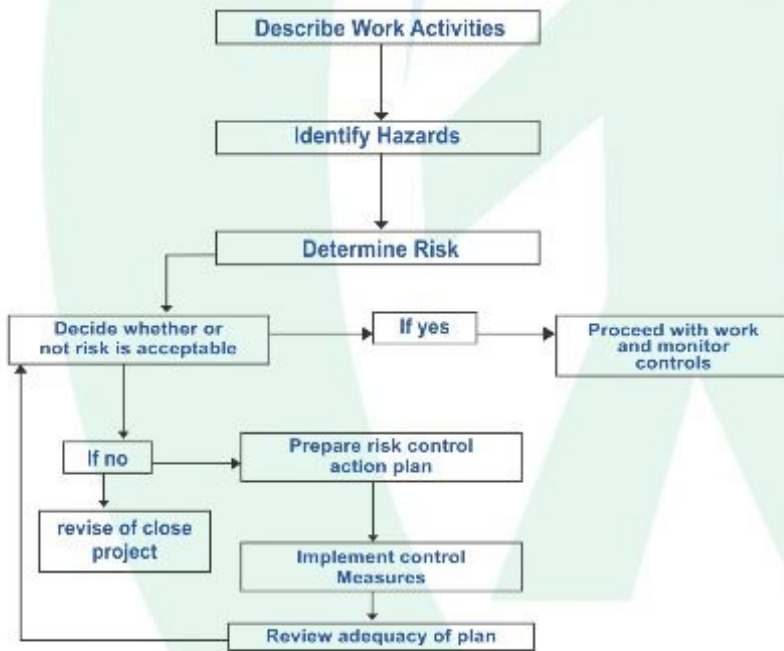 Describe Work Activities
Identify Hazards
Determine Risk
Decide whether or
not risk is acceptable
If yes
Proceed with work
and monitor
controls
If no
Prepare risk control
action plan
revise of close
project
Implement control
Measures
Review adequacy of plan